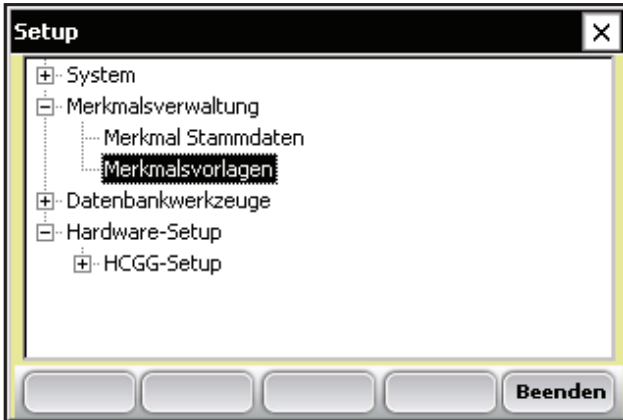 Setup
System
Merkmalsverwaltung
Merkmal Stammdaten
Merkmalsvorlagen
Datenbankwerkzeuge
Hardware-Setup
HCGG-Setup
Beenden